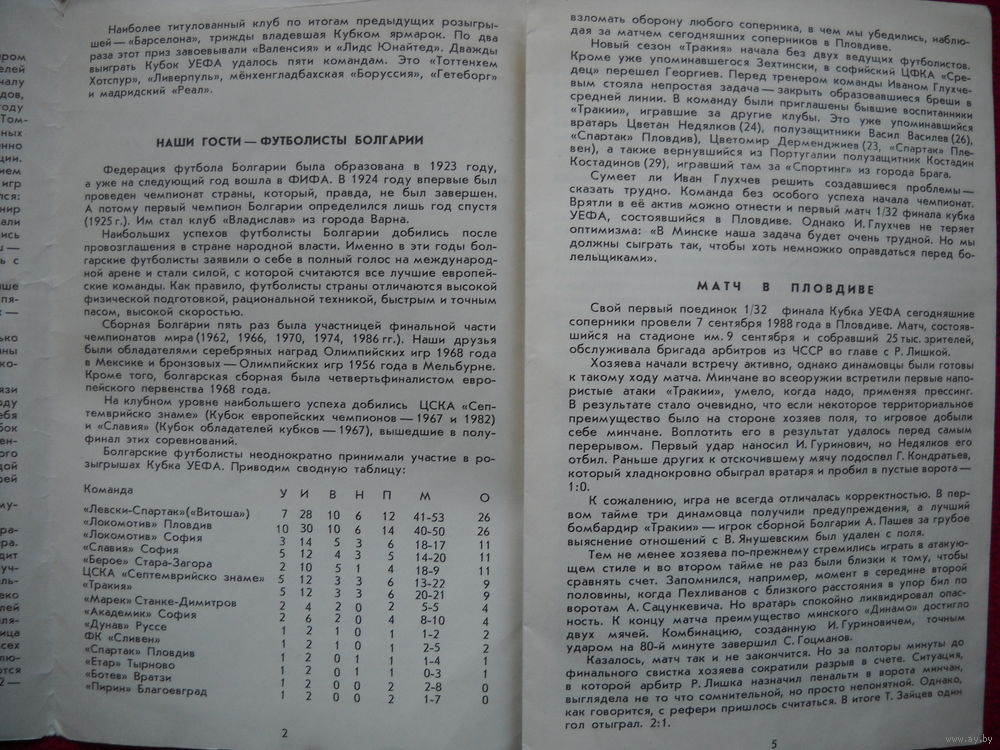 Наиболее титулованный клуб по итогам предыдущих розыгры-
шей — «Барселона», трижды владевшая Кубком ярмарок. По два
раза этот приз завоевывали «Валенсия» и «Лидс Юнайтед». Дважды
выиграть Кубок УЕФА удалось пяти командам. Это «Тоттенхем
Хотспур», «Ливерпуль», мёнхенгладбахская «Боруссия», «Гетеборг»
и мадридский «Реал».
НАШИ ГОСТИ — ФУТБОЛИСТЫ БОЛГАРИИ
Федерация футбола Болгарии была образована в 1923 году,
а уже на следующий год вошла в ФИФА. В 1924 году впервые был
проведен чемпионат страны, который, правда, не был завершен.
А потому первый чемпион Болгарии определился лишь год спустя
(1925 г.). Им стал клуб «Владислав» из города Варна.
Наибольших успехов футболисты Болгарии добились после
провозглашения в стране народной власти. Именно в эти годы бол-
гарские футболисты заявили о себе в полный голос на международ-
ной арене и стали силой, с которой считаются все лучшие европей-
ские команды. Как правило, футболисты страны отличаются высокой
физической подготовкой, рациональной техникой, быстрым и точным
пасом, высокой скоростью.
Сборная Болгарии пять раз была участницей финальной части
чемпионатов мира (1962, 1966, 1970, 1974, 1986 гг.). Наши друзья
были обладателями серебряных наград Олимпийских игр 1968 года
в Мексике и бронзовых — Олимпийских игр 1956 года в Мельбурне.
Кроме того, болгарская сборная была четвертьфиналистом евро-
пейского первенства 1968 года.
На клубном уровне наибольшего успеха добились ЦСКА «Сеп-
темврийско знаме» (Кубок европейских чемпионов — 1967 и 1982)
и «Славия» (Кубок обладателей кубков — 1967), вышедшие в полу-
финал этих соревнований.
Болгарские футболисты неоднократно принимали участие в ро-
зыгрышах Кубка УЕФА. Приводим сводную таблицу:
Команда У И В Н П М О
«Левски-Спартак»(«Витоша») 7 28 10 6 12 41-53 26
«Локомотив» Пловдив 10 30 10 6 14 40-50 26
«Локомотив» София 3 14 5 3 6 18-17 11
«Славия» София 5 12 4 3 5 14-20 11
«Берое» Стара-Загора 2 10 5 1 4 18-9 11
ЦСКА «Септемврийско знаме» 5 12 3 3 6 13-22 9
«Тракия» 5 12 3 3 6 20-21 9
«Марек» Станке-Димитров 2 4 2 0 2 5-5 4
«Академик» София 2 6 2 0 4 8-10 4
«Дунав» Руссе 1 2 1 0 1 1-2 2
ФК «Сливен» 1 2 1 0 1 2-5 2
«Спартак» Пловдив 1 2 0 1 1 1-4 1
«Етар» Тырново 1 2 0 1 1 0-3 1
«Ботев» Вратзи 1 2 0 0 2 2-8 0
«Пирин» Благоевград 1 2 0 0 2 1-7 0
2
взломать оборону любого соперника, в чем мы убедились, наблю-
дая за матчем сегодняшних соперников в Пловдиве.
Новый сезон «Тракия» начала без двух ведущих футболистов.
Кроме уже упоминавшегося Зехтински, в софийский ЦФКА «Сре-
дец» перешел Георгиев. Перед тренером команды Иваном Глухче-
вым стояла непростая задача — закрыть образовавшиеся бреши в
средней линии. В команду были приглашены бывшие воспитанники
«Тракии», игравшие за другие клубы. Это уже упоминавшийся
вратарь Цветан Недялков (24), полузащитники Васил Василев (26),
«Спартак» Пловдив), Цветомир Дерменджиев (23, „Спартак" Пле-
вен), а также вернувшийся из Португалии полузащитник Костадин
Костадинов (29), игравший там за «Спортинг» из города Брага.
Сумеет ли Иван Глухчев решить создавшиеся проблемы —
сказать трудно. Команда без особого успеха начала чемпионат.
Врятли в её актив можно отнести и первый матч 1/32 финала кубка
УЕФА, состоявшийся в Пловдиве. Однако И. Глухчев не теряет
оптимизма: «В Минске наша задача будет очень трудной. Но мы
должны сыграть так, чтобы хоть немножко оправдаться перед бо-
лельщиками».
МАТЧ В ПЛОВДИВЕ
Свой первый поединок 1/32 финала Кубка УЕФА сегодняшние
соперники провели 7 сентября 1988 года в Пловдиве. Матч, состояв-
шийся на стадионе им. 9 сентября и собравший 25 тыс. зрителей,
обслуживала бригада арбитров из ЧССР во главе с Р. Лишкой.
Хозяева начали встречу активно, однако динамовцы были готовы
к такому ходу матча. Минчане во всеоружии встретили первые напо-
ристые атаки «Тракии», умело, когда надо, применяя прессинг.
В результате стало очевидно, что если некоторое территориальное
преимущество было на стороне хозяев поля, то игровое добыли
себе минчане. Воплотить его в результат удалось перед самым
перерывом. Первый удар наносил И. Гуринович, но Недялков его
отбил. Раньше других к отскочившему мячу подоспел Г. Кондратьев,
который хладнокровно обыграл вратаря и пробил в пустые ворота —
1:0.
К сожалению, игра не всегда отличалась корректностью. В пер-
вом тайме три динамовца получили предупреждения, а лучший
бомбардир «Тракии» — игрок сборной Болгарии А. Пашев за грубое
выяснение отношений с В. Янушевским был удален с поля.
Тем не менее хозяева по-прежнему стремились играть в атакую-
щем стиле и во втором тайме не раз были близки к тому, чтобы
сравнять счет. Запомнился, например, момент в середине второй
половины, когда Пехливанов с близкого расстояния в упор бил по
воротам А. Сацункевича. Но вратарь спокойно ликвидировал опас-
ность. К концу матча преимущество минского «Динамо» достигло
двух мячей. Комбинацию, созданную И. Гуриновичем, точным
ударом на 80-й минуте завершил С. Гоцманов.
Казалось, матч так и не закончится. Но за полторы минуты до
финального свистка хозяева сократили разрыв в счете. Ситуация,
в которой арбитр Р. Лишка назначил пенальти в ворота минчан,
выглядела не то что сомнительной, но просто непонятной. Однако,
как говорится, с рефери пришлось считаться. В итоге Т. Зайцев один
гол отыграл. 2:1.
5
www.ay.by